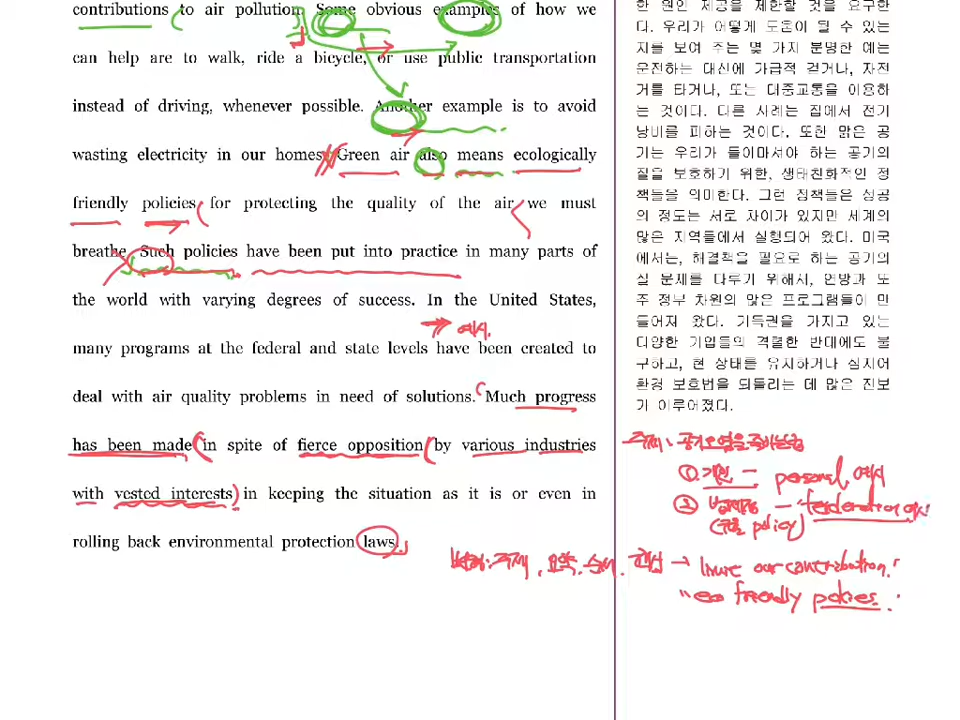 contributions to air pollution. Some obvious examples of how we
can help are to walk, ride a bicycle, or use public transportation
instead of driving, whenever possible. Another example is to avoid
wasting electricity in our homes. Green air also means ecologically
friendly policies for protecting the quality of the air we must
breathe. Such policies have been put into practice in many parts of
the world with varying degrees of success. In the United States,
예시.
many programs at the federal and state levels have been created to
deal with air quality problems in need of solutions. Much progress
has been made in spite of fierce opposition by various industries
with vested interests in keeping the situation as it is or even in
rolling back environmental protection laws.
한 원인 제공을 제한할 것을 요구한
다. 우리가 어떻게 도움이 될 수 있는
지를 보여 주는 몇 가지 분명한 예는
운전하는 대신에 가급적 걷거나, 자전
거를 타거나, 또는 대중교통을 이용하
는 것이다. 다른 사례는 집에서 전기
낭비를 피하는 것이다. 또한 맑은 공
기는 우리가 들이마셔야 하는 공기의
질을 보호하기 위한, 생태친화적인 정
책들을 의미한다. 그런 정책들은 성공
의 정도는 서로 차이가 있지만 세계의
많은 지역들에서 실행되어 왔다. 미국
에서는, 해결책을 필요로 하는 공기의
질 문제를 다루기 위해서, 연방과
주 정부 차원의 많은 프로그램들이 만
들어져 왔다. 기득권을 가지고 있는
다양한 기업들의 격렬한 반대에도 불
구하고, 현 상태를 유지하거나 심지어
환경 보호법을 되돌리는 데 많은 진보
가 이루어졌다.
주제: 공기오염을 줄이는
① 개인 - personal 예시
②
policy)
our contribution
friendly policies.